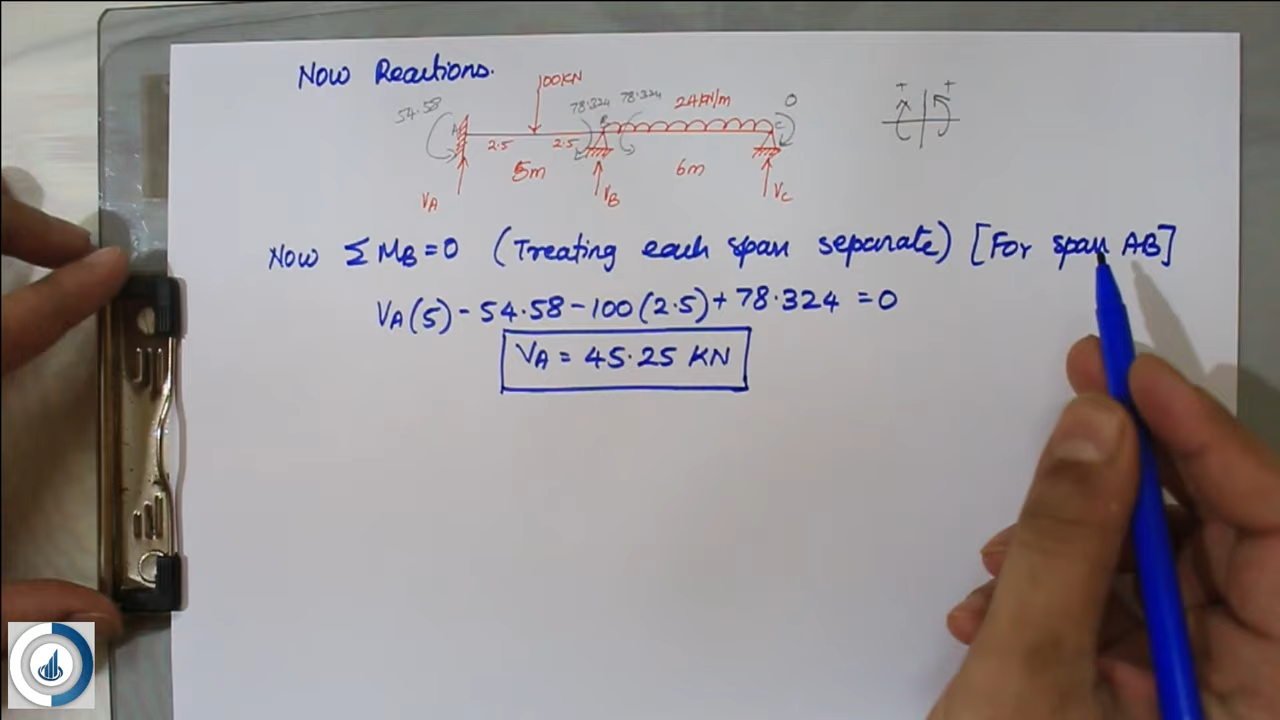 Now Reactions.
100KN
54.58
78.324 78.324
24KN/m
0
+ +
A B C
2.5 2.5
5m 6m
VA VB VC
Now Σ MB = 0 (Treating each span separate) [For span AB]
VA(5) - 54.58 - 100(2.5) + 78.324 = 0
VA = 45.25 KN